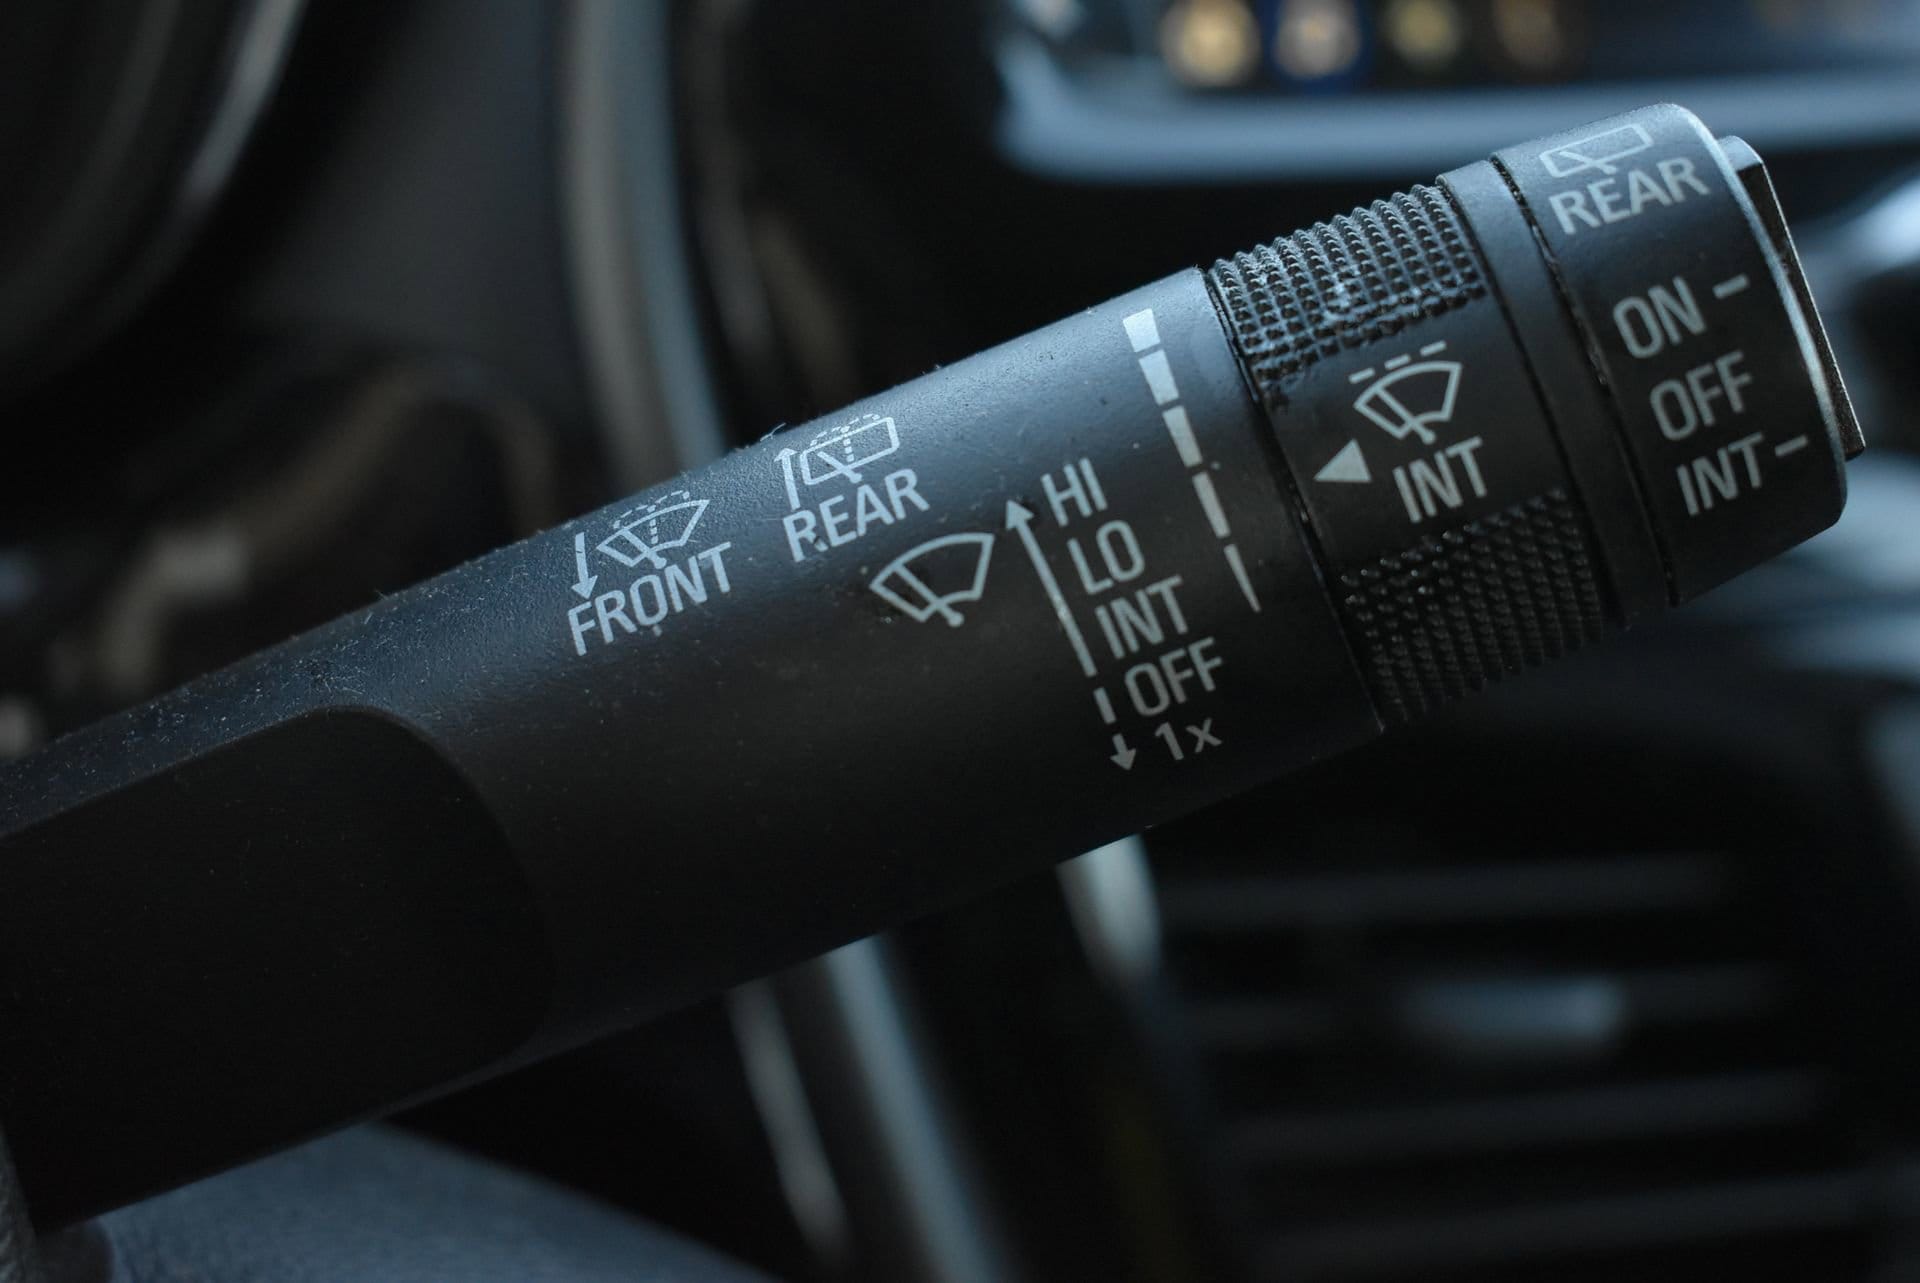 FRONT
REAR
HI
LO
INT
OFF
1x
INT
REAR
ON
OFF
INT